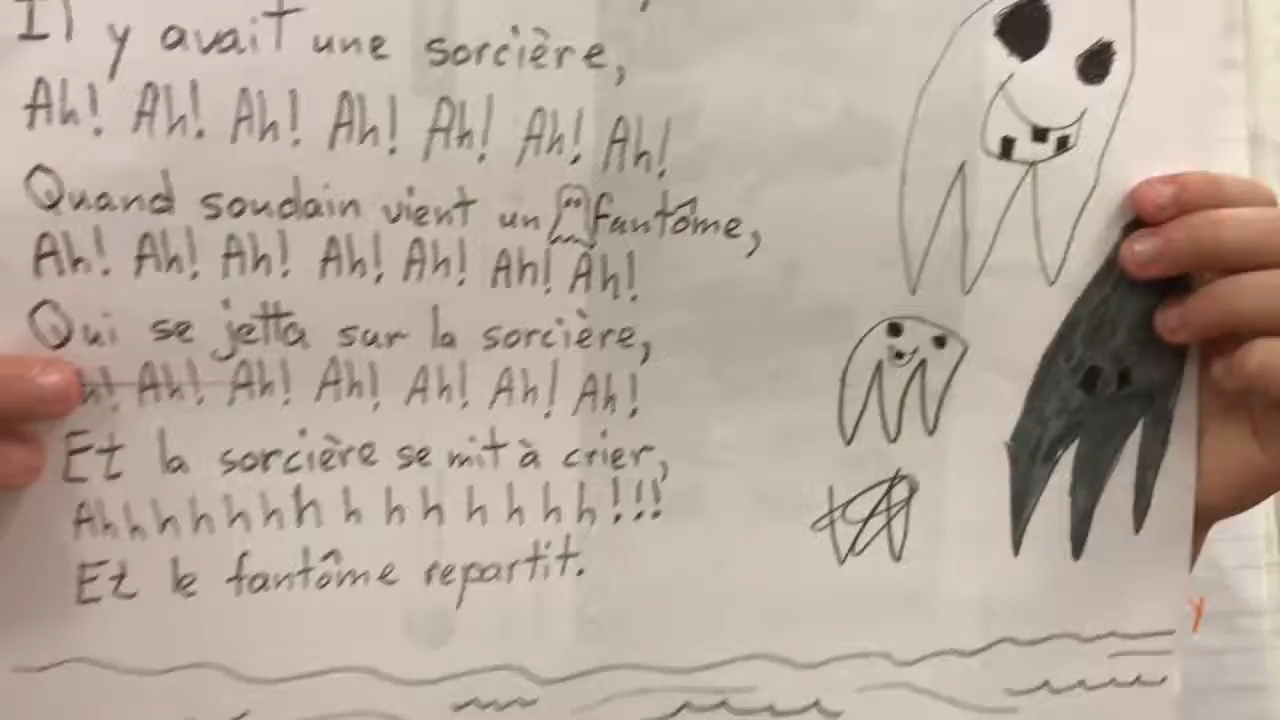 Il y avait une sorcière,
Ah! Ah! Ah! Ah! Ah! Ah! Ah!
Quand soudain vient un fantôme,
Ah! Ah! Ah! Ah! Ah! Ah! Ah!
Qui se jetta sur la sorcière,
h! Ah! Ah! Ah! Ah! Ah! Ah!
Et la sorcière se mit à crier,
Ahhhhhhhhhhhhhh!!!
Et le fantôme repartit.
y